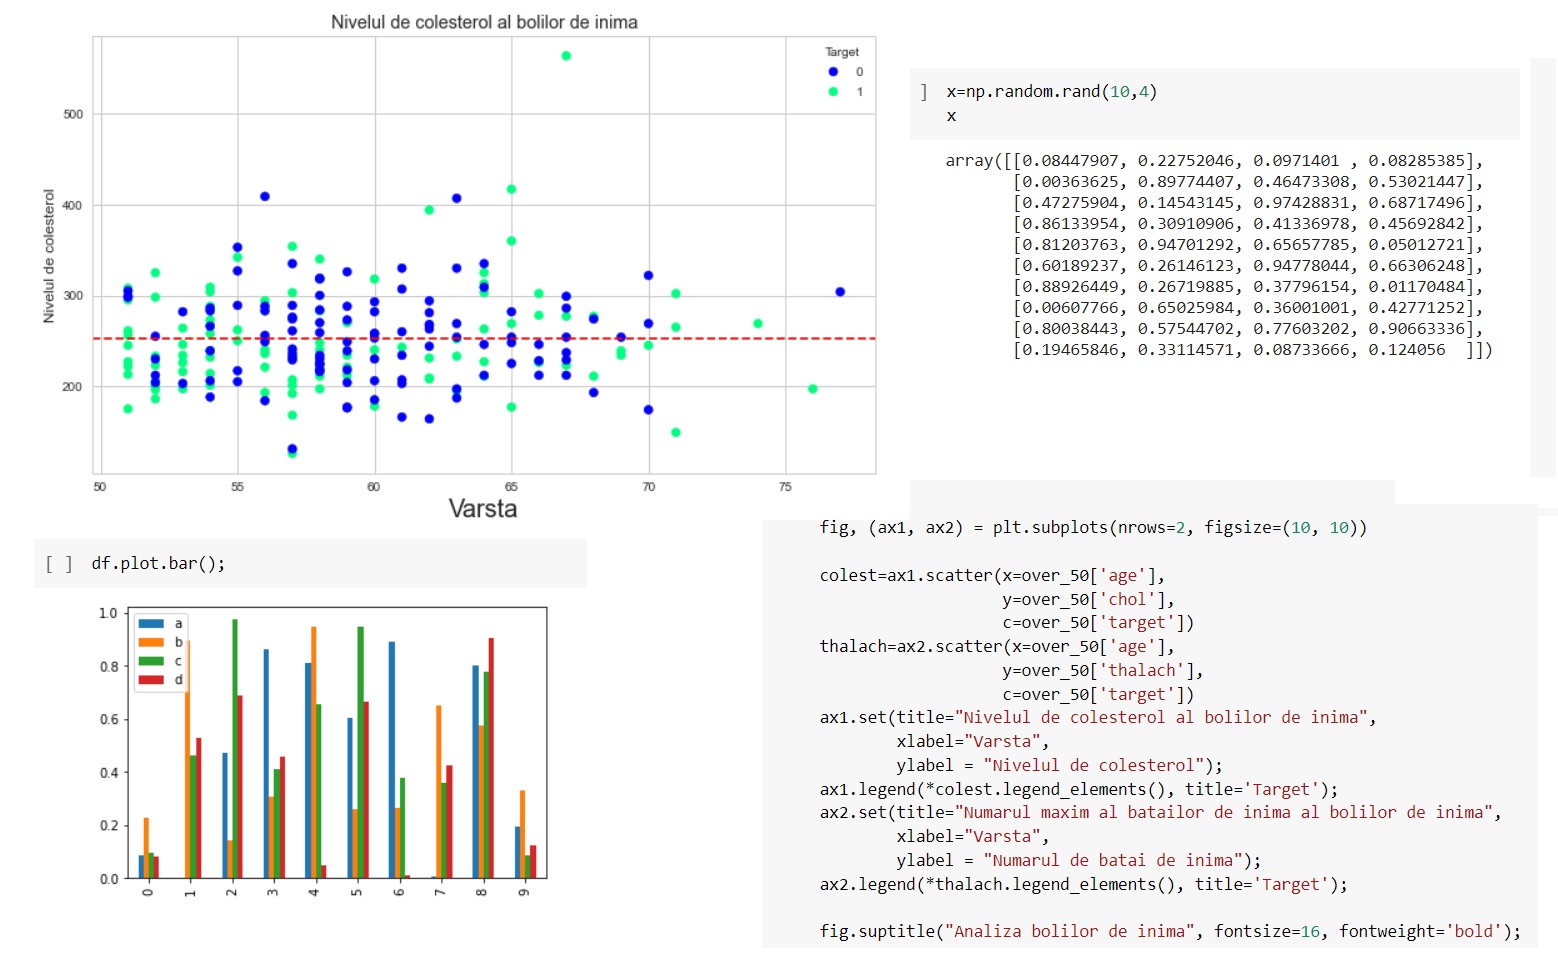 Nivelul de colesterol al bolilor de inima
Target
0
1
500
400
300
200
Nivelul de colesterol
50 55 60 65 70 75
Varsta
] x=np.random.rand(10,4)
x
array([[0.08447907, 0.22752046, 0.0971401 , 0.08285385],
[0.00363625, 0.89774407, 0.46473308, 0.53021447],
[0.47275904, 0.14543145, 0.97428831, 0.68717496],
[0.86133954, 0.30910906, 0.41336978, 0.45692842],
[0.81203763, 0.94701292, 0.65657785, 0.05012721],
[0.60189237, 0.26146123, 0.94778044, 0.66306248],
[0.88926449, 0.26719885, 0.37796154, 0.01170484],
[0.00607766, 0.65025984, 0.36001001, 0.42771252],
[0.80038443, 0.57544702, 0.77603202, 0.90663336],
[0.19465846, 0.33114571, 0.08733666, 0.124056  ]])
[ ] df.plot.bar();
1.0
0.8
0.6
0.4
0.2
0.0
a
b
c
d
0 1 2 3 4 5 6 7 8 9
fig, (ax1, ax2) = plt.subplots(nrows=2, figsize=(10, 10))
colest=ax1.scatter(x=over_50['age'],
y=over_50['chol'],
c=over_50['target'])
thalach=ax2.scatter(x=over_50['age'],
y=over_50['thalach'],
c=over_50['target'])
ax1.set(title="Nivelul de colesterol al bolilor de inima",
xlabel="Varsta",
ylabel = "Nivelul de colesterol");
ax1.legend(*colest.legend_elements(), title='Target');
ax2.set(title="Numarul maxim al batailor de inima al bolilor de inima",
xlabel="Varsta",
ylabel = "Numarul de batai de inima");
ax2.legend(*thalach.legend_elements(), title='Target');
fig.suptitle("Analiza bolilor de inima", fontsize=16, fontweight='bold');